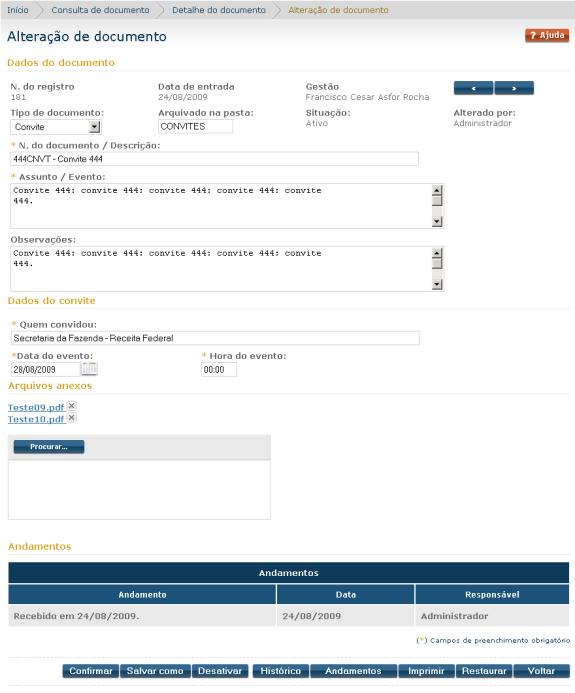 Início Consulta de documento Detalhe do documento Alteração de documento
Alteração de documento
? Ajuda
Dados do documento
N. do registro Data de entrada Gestão
181 24/08/2009 Francisco Cesar Asfor Rocha
Tipo de documento: Arquivado na pasta: Situação: Alterado por:
Convite CONVITES Ativo Administrador
* N. do documento / Descrição:
444CNVT - Convite 444
* Assunto / Evento:
Convite 444: convite 444: convite 444: convite 444: convite
444.
Observações:
Convite 444: convite 444: convite 444: convite 444: convite
444.
Dados do convite
* Quem convidou:
Secretaria da Fazenda - Receita Federal
*Data do evento: * Hora do evento:
28/08/2009 00:00
Arquivos anexos
Teste09.pdf
Teste10.pdf
Procurar...
Andamentos
Andamentos
Andamento Data Responsável
Recebido em 24/08/2009. 24/08/2009 Administrador
(*) Campos de preenchimento obrigatório
Confirmar Salvar como Desativar Histórico Andamentos Imprimir Restaurar Voltar